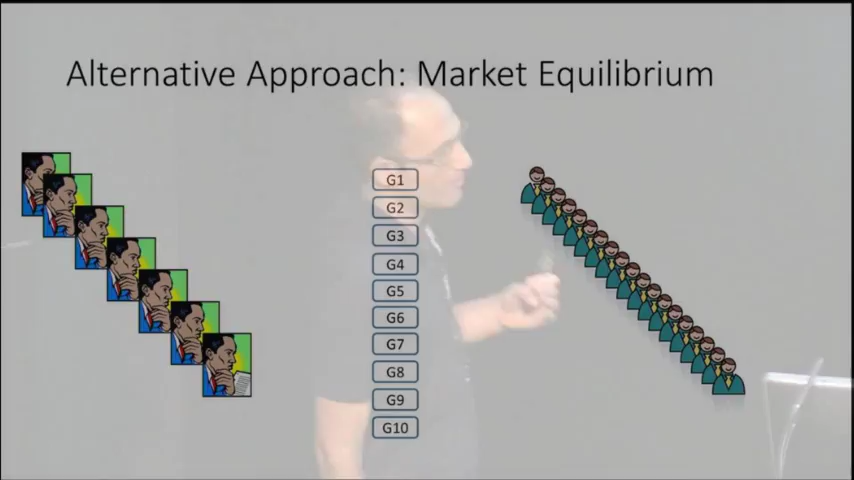 Alternative Approach: Market Equilibrium
G1
G2
G3
G4
G5
G6
G7
G8
G9
G10